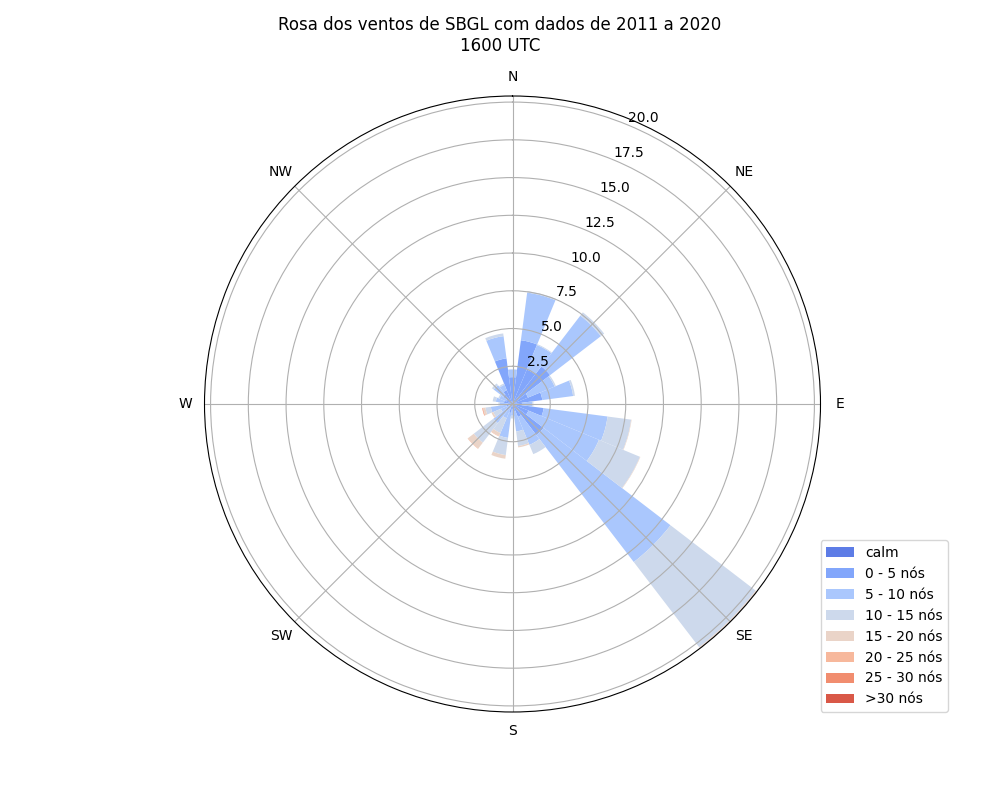 Rosa dos ventos de SBGL com dados de 2011 a 2020
1600 UTC
N
NW
NE
20.0
17.5
15.0
12.5
10.0
7.5
5.0
2.5
W
E
SW
SE
S
calm
0 - 5 nós
5 - 10 nós
10 - 15 nós
15 - 20 nós
20 - 25 nós
25 - 30 nós
>30 nós